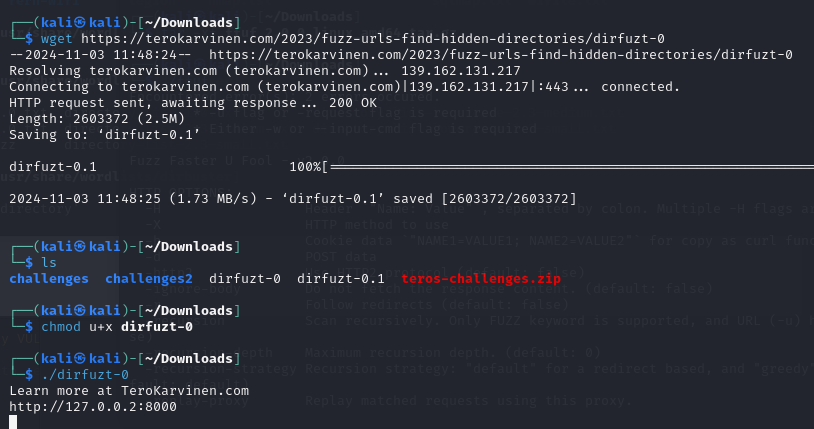 ┌──(kali㉿kali)-[~/Downloads]
└─$ wget https://terokarvinen.com/2023/fuzz-urls-find-hidden-directories/dirfuzt-0
--2024-11-03 11:48:24--  https://terokarvinen.com/2023/fuzz-urls-find-hidden-directories/dirfuzt-0
Resolving terokarvinen.com (terokarvinen.com)... 139.162.131.217
Connecting to terokarvinen.com (terokarvinen.com)|139.162.131.217|:443... connected.
HTTP request sent, awaiting response... 200 OK
Length: 2603372 (2.5M)
Saving to: ‘dirfuzt-0.1’
dirfuzt-0.1 100%[==================================================
2024-11-03 11:48:25 (1.73 MB/s) - ‘dirfuzt-0.1’ saved [2603372/2603372]
┌──(kali㉿kali)-[~/Downloads]
└─$ ls
challenges challenges2 dirfuzt-0 dirfuzt-0.1 teros-challenges.zip
┌──(kali㉿kali)-[~/Downloads]
└─$ chmod u+x dirfuzt-0
┌──(kali㉿kali)-[~/Downloads]
└─$ ./dirfuzt-0
Learn more at TeroKarvinen.com
http://127.0.0.2:8000